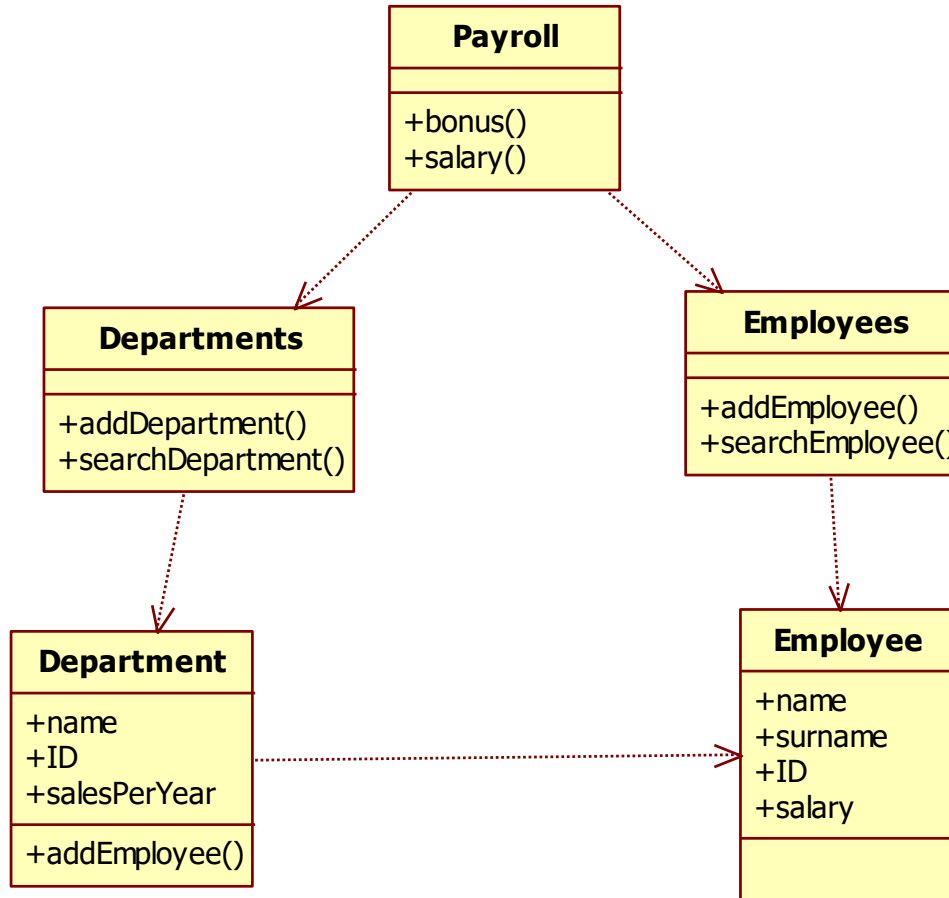 Payroll
+bonus()
+salary()
Departments
+addDepartment()
+searchDepartment()
Employees
+addEmployee()
+searchEmployee()
Department
+name
+ID
+salesPerYear
+addEmployee()
Employee
+name
+surname
+ID
+salary